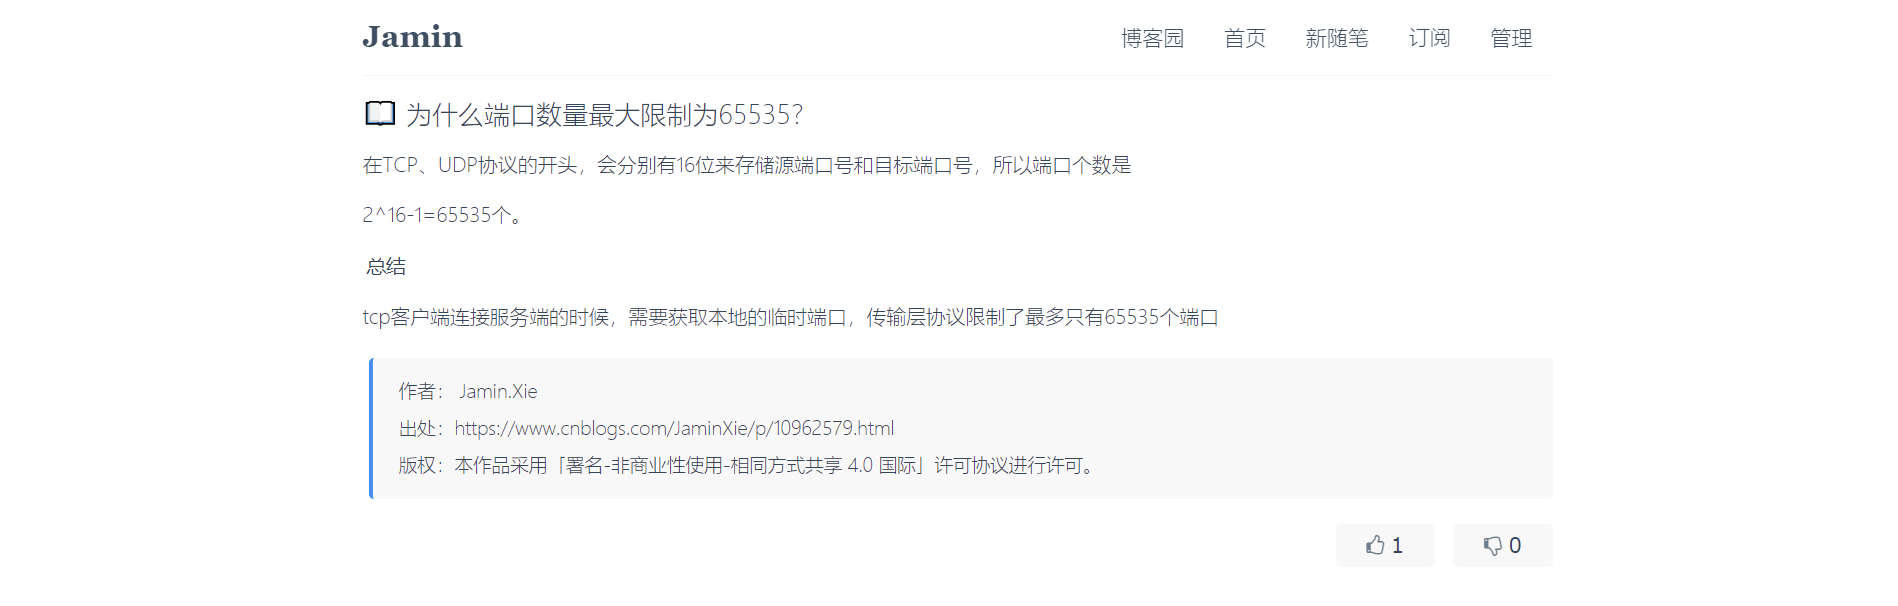 Jamin
博客园 首页 新随笔 订阅 管理
为什么端口数量最大限制为65535？
在TCP、UDP协议的开头，会分别有16位来存储源端口号和目标端口号，所以端口个数是
2^16-1=65535个。
总结
tcp客户端连接服务端的时候，需要获取本地的临时端口，传输层协议限制了最多只有65535个端口
作者： Jamin.Xie
出处：https://www.cnblogs.com/JaminXie/p/10962579.html
版权：本作品采用「署名-非商业性使用-相同方式共享 4.0 国际」许可协议进行许可。
1 0